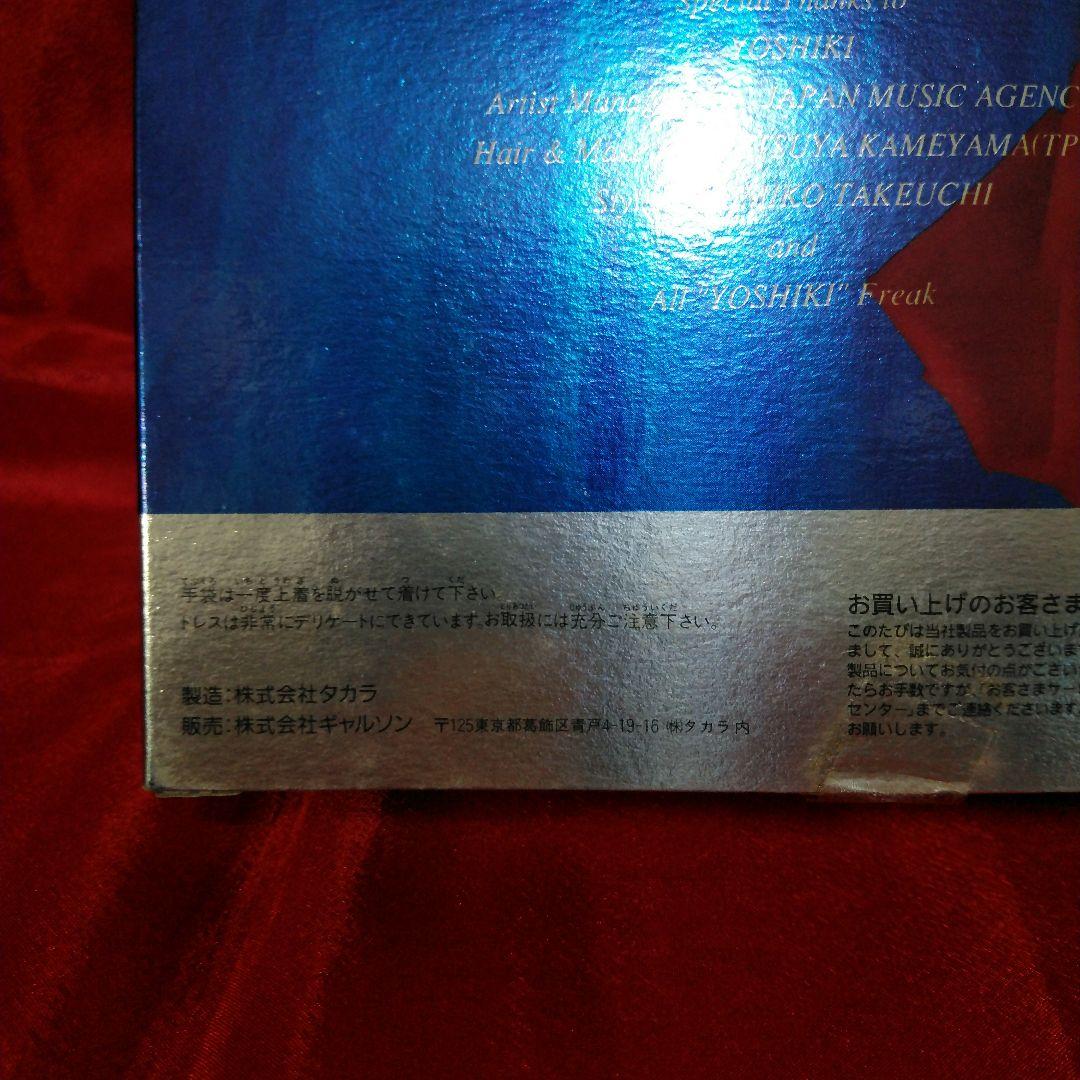 Special Thanks to
YOSHIKI
Artist JAPAN MUSIC AGENC
Hair & KAMEYAMA(TP
TAKEUCHI
and
All "YOSHIKI" Freak
手袋は一度上着を脱がせて着けて下さい。
ドレスは非常にデリケートにできています。お取扱には充分ご注意下さい。
製造:株式会社タカラ
販売:株式会社ギャルソン 〒125東京都葛飾区青戸4-19-16 ㈱タカラ内
お買い上げのお客さま
このたびは当社製品をお買い上げ
まして、誠にありがとうございま
製品についてお気付の点がござい
たらお手数ですが、「お客さまサー
センター」までご連絡くださいます
お願いします。